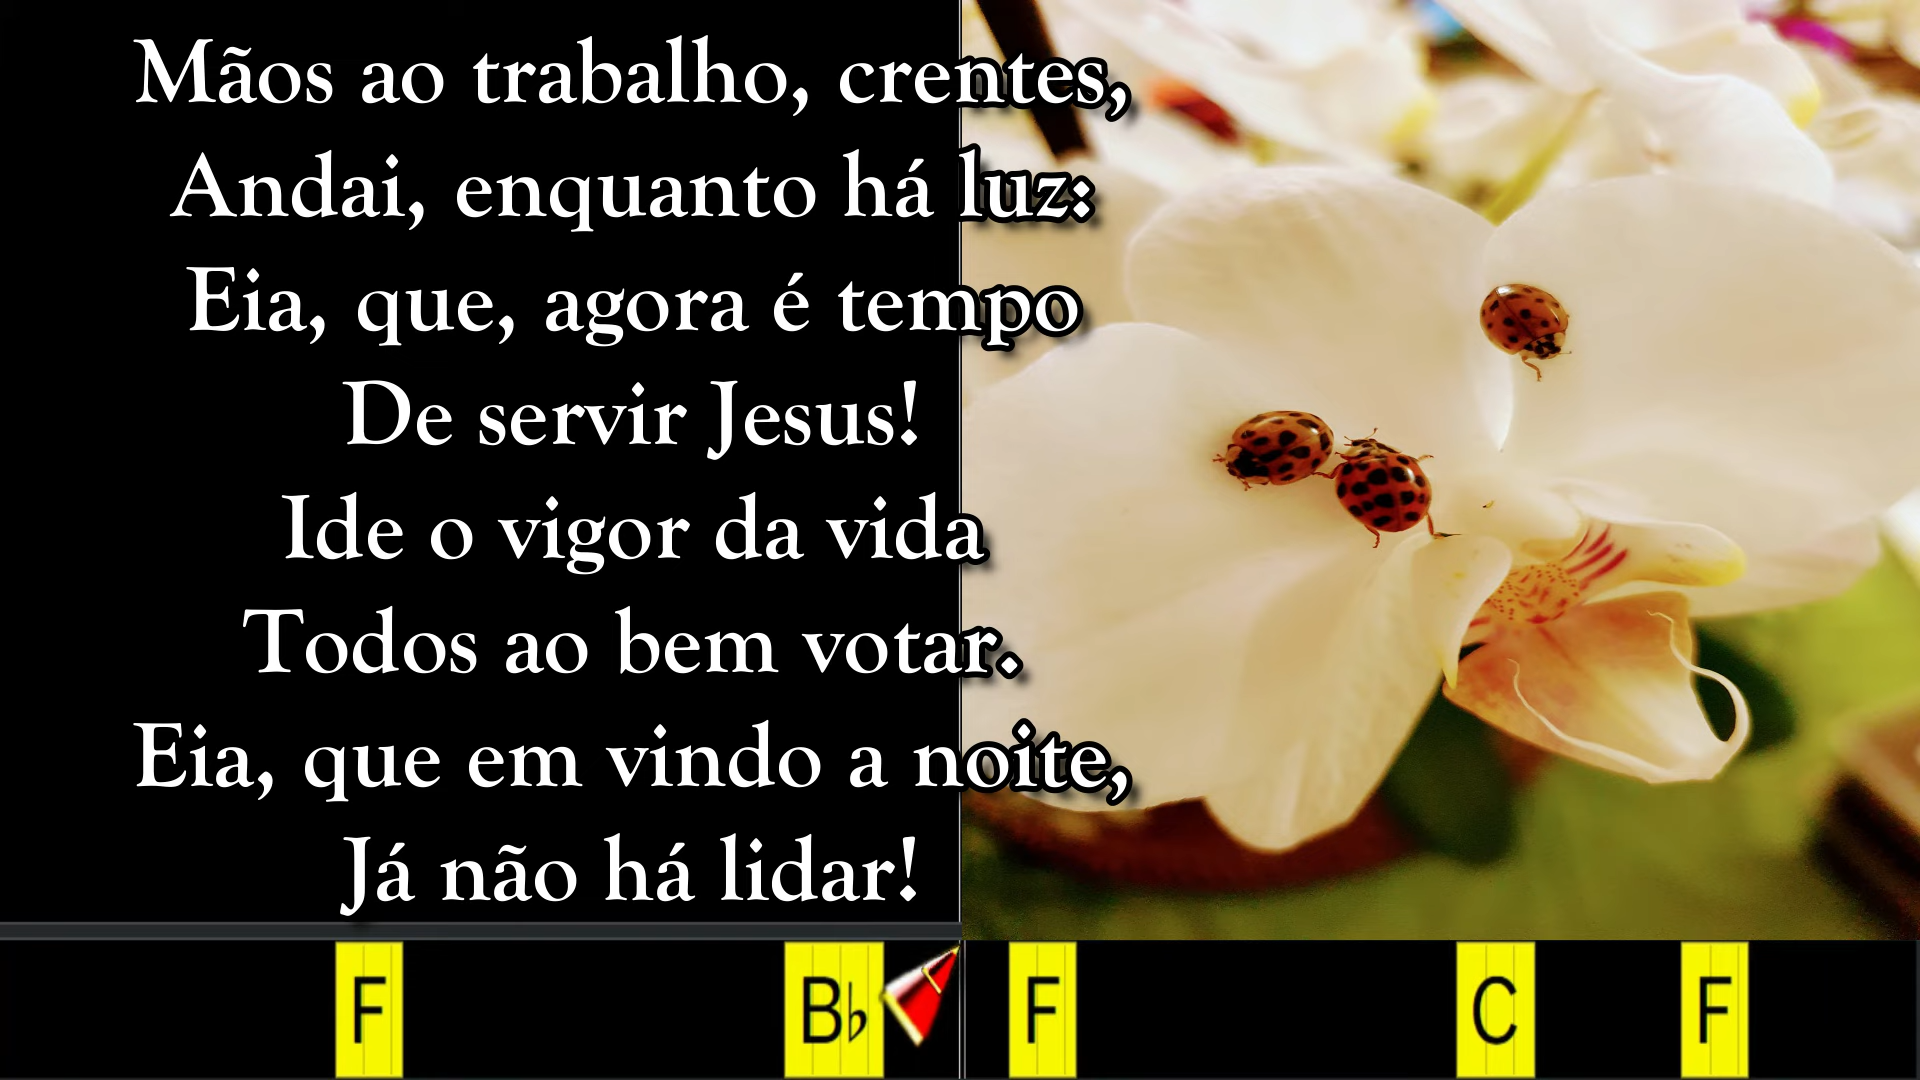 Mãos ao trabalho, crentes,
Andai, enquanto há luz:
Eia, que, agora é tempo
De servir Jesus!
Ide o vigor da vida
Todos ao bem votar.
Eia, que em vindo a noite,
Já não há lidar!
F B♭ F C F